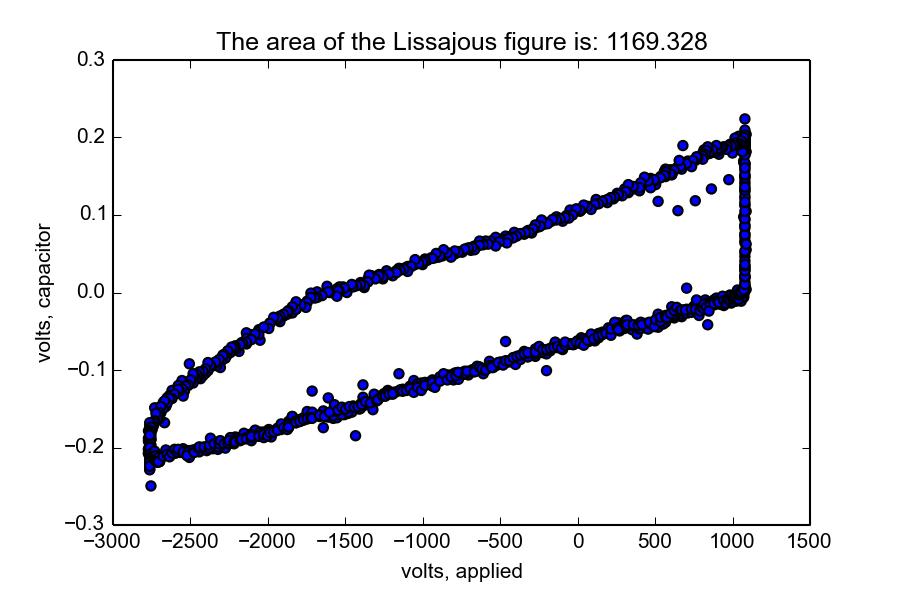 The area of the Lissajous figure is: 1169.328
0.3
0.2
0.1
0.0
−0.1
−0.2
−0.3
volts, capacitor
−3000 −2500 −2000 −1500 −1000 −500 0 500 1000 1500
volts, applied